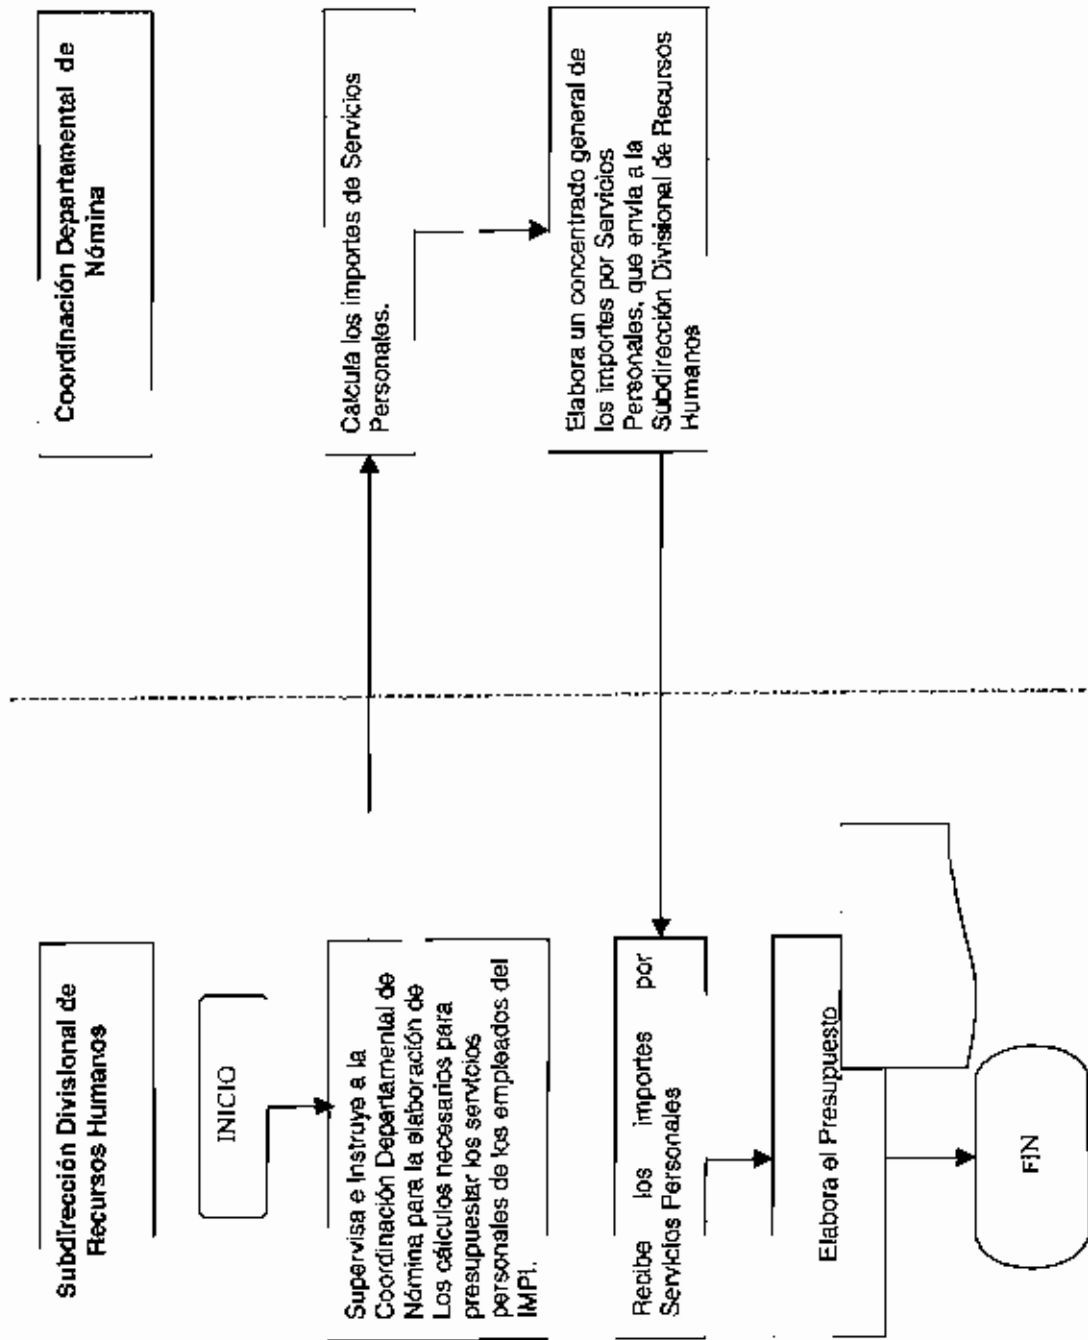 Subdirección Divisional de
Recursos Humanos
Coordinación Departamental de
Nómina
INICIO
Supervisa e Instruye a la
Coordinación Departamental de
Nómina para la elaboración de
Los cálculos necesarios para
presupuestar los servicios
personales de los empleados del
IMPI.
Calcula los importes de Servicios
Personales.
Elabora un concentrado general de
los importes por Servicios
Personales, que envía a la
Subdirección Divisional de Recursos
Humanos
Recibe los importes por
Servicios Personales
Elabora el Presupuesto
FIN